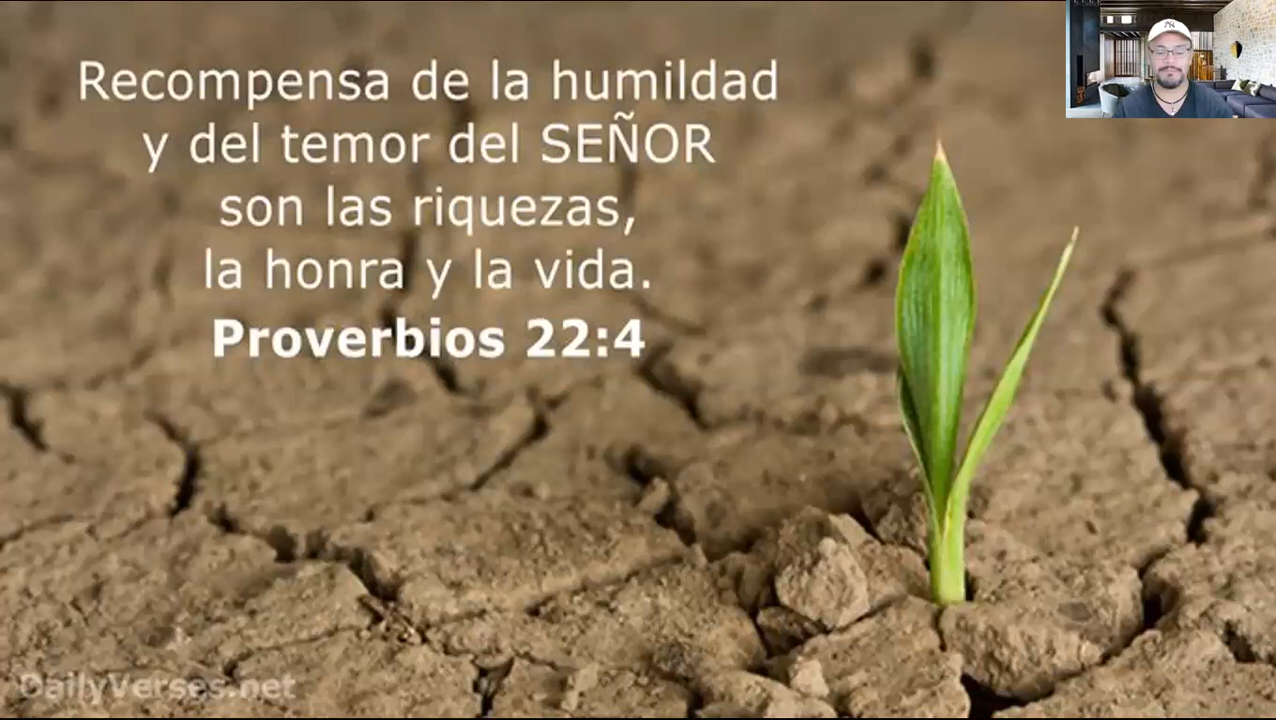 Recompensa de la humildad
y del temor del SEÑOR
son las riquezas,
la honra y la vida.
Proverbios 22:4
DailyVerses.net